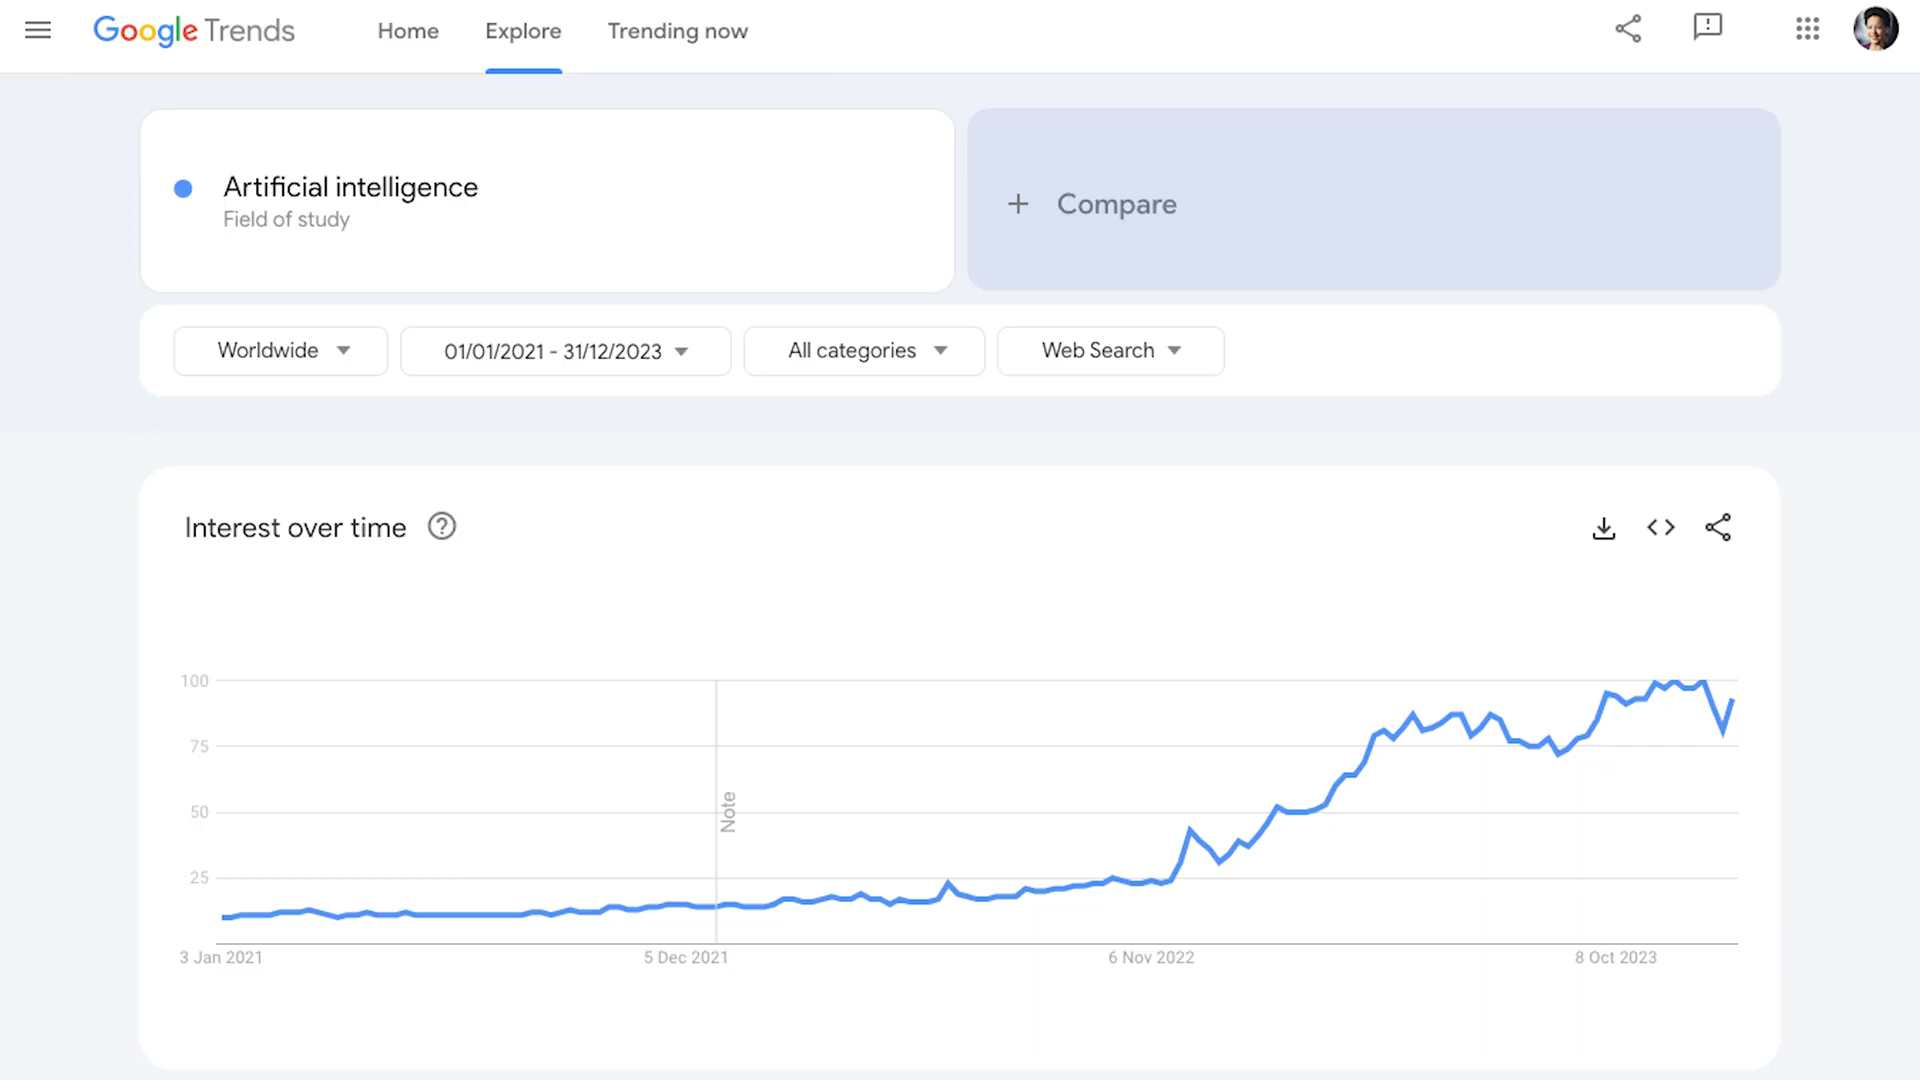 Google Trends
Home
Explore
Trending now
Artificial intelligence
Field of study
+ Compare
Worldwide
01/01/2021 - 31/12/2023
All categories
Web Search
Interest over time
100
75
50
25
Note
3 Jan 2021
5 Dec 2021
6 Nov 2022
8 Oct 2023